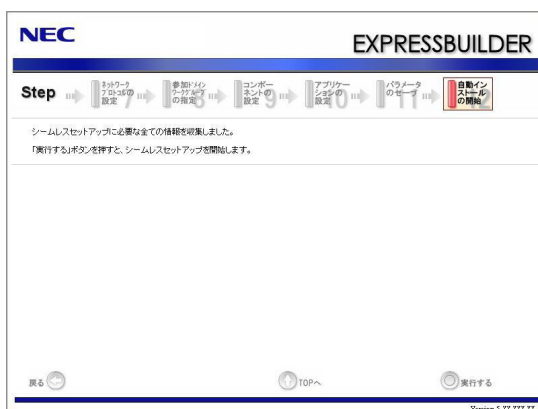 NEC
EXPRESSBUILDER
Step
ネットワーク
プロトコルの
設定 7
参加ドメイン
ワークグループ
の指定 8
コンポー
ネントの
設定 9
アプリケー
ションの
設定 10
パラメータ
のセーブ 11
自動イン
ストール
の開始 12
シームレスセットアップに必要な全ての情報を収集しました。
「実行する」ボタンを押すと、シームレスセットアップを開始します。
戻る
TOPへ
実行する
Version